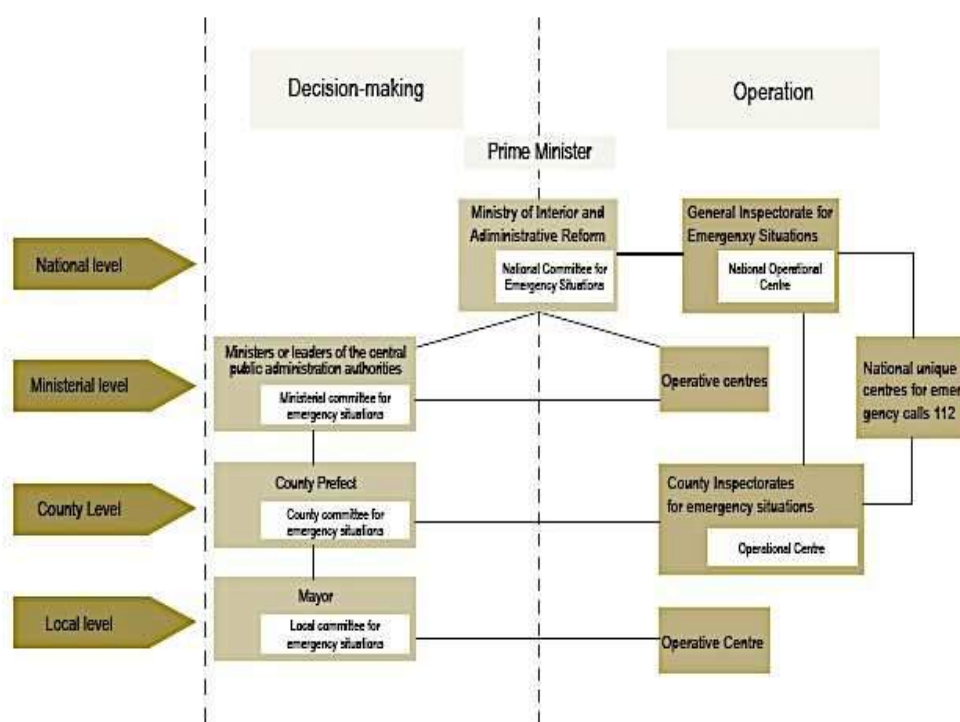 Decision-making
Operation
Prime Minister
National level
Ministry of Interior and
Adiministrative Reform
National Committee for
Emergency Situations
General Inspectorate for
Emergenxy Situations
National Operational
Centre
Ministerial level
Ministers or leaders of the central
public administration authorities
Ministerial committee for
emergency situations
Operative centres
National unique
centres for emer
gency calls 112
County Level
County Prefect
County committee for
emergency situations
County Inspectorates
for emergency situations
Operational Centre
Local level
Mayor
Local committee for
emergency situations
Operative Centre